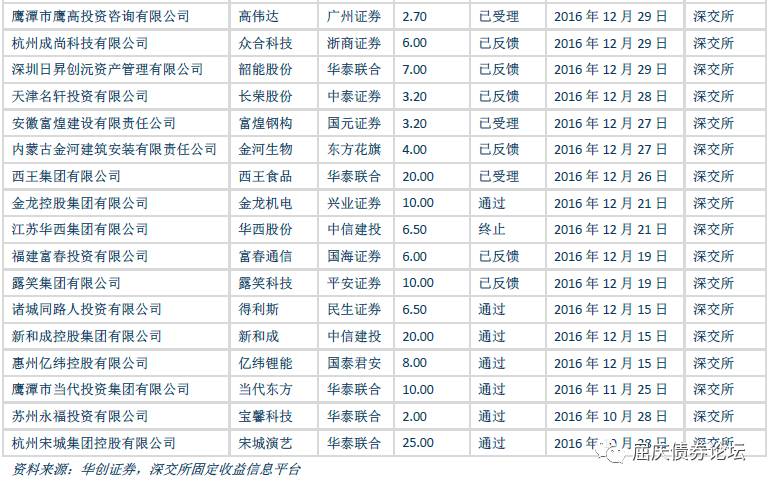 鹰潭市鹰高投资咨询有限公司 高伟达 广州证券 2.70 已受理 2016 年 12 月 29 日 深交所
杭州成尚科技有限公司 众合科技 浙商证券 6.00 已反馈 2016 年 12 月 29 日 深交所
深圳日昇创沅资产管理有限公司 韶能股份 华泰联合 7.00 已反馈 2016 年 12 月 29 日 深交所
天津名轩投资有限公司 长荣股份 中泰证券 3.20 已反馈 2016 年 12 月 28 日 深交所
安徽富煌建设有限责任公司 富煌钢构 国元证券 3.20 已受理 2016 年 12 月 27 日 深交所
内蒙古金河建筑安装有限责任公司 金河生物 东方花旗 4.00 已反馈 2016 年 12 月 27 日 深交所
西王集团有限公司 西王食品 华泰联合 20.00 已受理 2016 年 12 月 26 日 深交所
金龙控股集团有限公司 金龙机电 兴业证券 10.00 通过 2016 年 12 月 21 日 深交所
江苏华西集团有限公司 华西股份 中信建投 6.50 终止 2016 年 12 月 21 日 深交所
福建富春投资有限公司 富春通信 国海证券 6.00 已反馈 2016 年 12 月 19 日 深交所
露笑集团有限公司 露笑科技 平安证券 10.00 已反馈 2016 年 12 月 19 日 深交所
诸城同路人投资有限公司 得利斯 民生证券 6.50 通过 2016 年 12 月 15 日 深交所
新和成控股集团有限公司 新和成 中信建投 20.00 通过 2016 年 12 月 15 日 深交所
惠州亿纬控股有限公司 亿纬锂能 国泰君安 8.00 通过 2016 年 12 月 15 日 深交所
鹰潭市当代投资集团有限公司 当代东方 华泰联合 10.00 通过 2016 年 11 月 25 日 深交所
苏州永福投资有限公司 宝馨科技 华泰联合 2.00 通过 2016 年 10 月 28 日 深交所
杭州宋城集团控股有限公司 宋城演艺 华泰联合 25.00 通过 2016 年 月 28 日 深交所
屈庆债券论坛
资料来源：华创证券，深交所固定收益信息平台